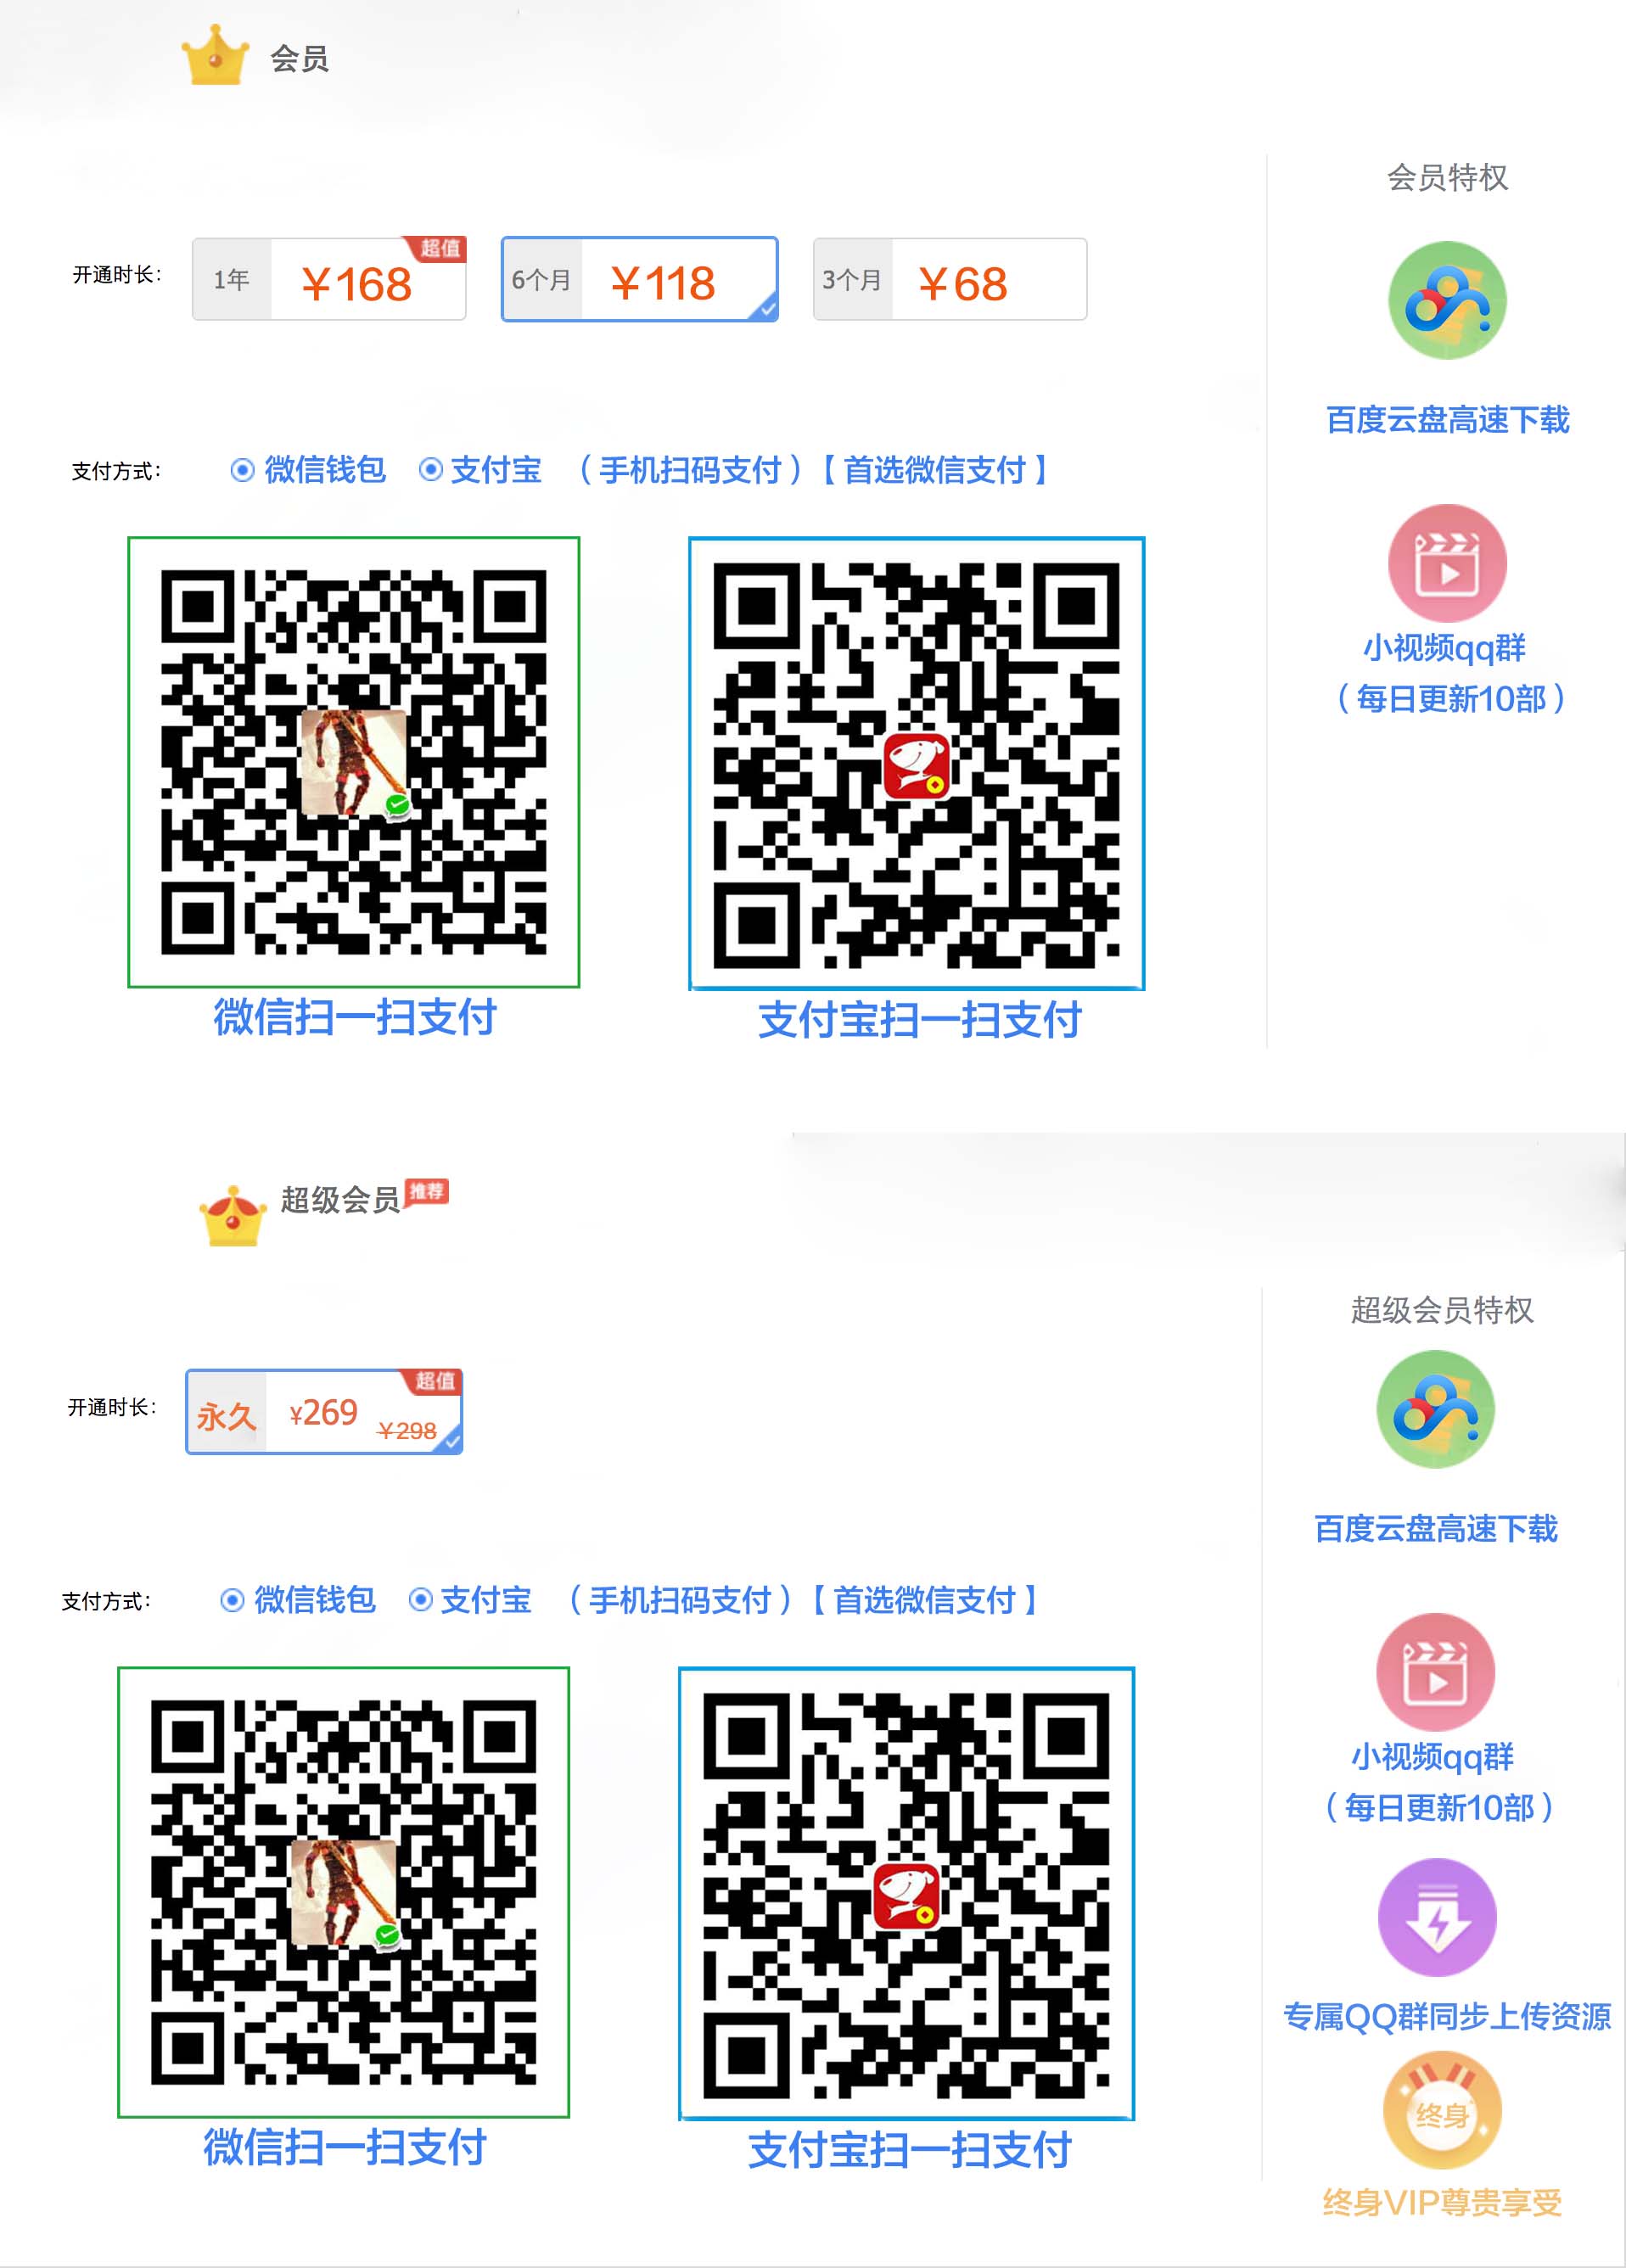 会员
会员特权
开通时长：
1年 ￥168 超值
6个月 ￥118
3个月 ￥68
百度云盘高速下载
支付方式： 微信钱包 支付宝 （手机扫码支付）【首选微信支付】
小视频qq群
（每日更新10部）
微信扫一扫支付
支付宝扫一扫支付
超级会员 推荐
超级会员特权
开通时长：
永久 ¥269 ￥298 超值
百度云盘高速下载
支付方式： 微信钱包 支付宝 （手机扫码支付）【首选微信支付】
小视频qq群
（每日更新10部）
专属QQ群同步上传资源
终身
微信扫一扫支付
支付宝扫一扫支付
终身VIP尊贵享受